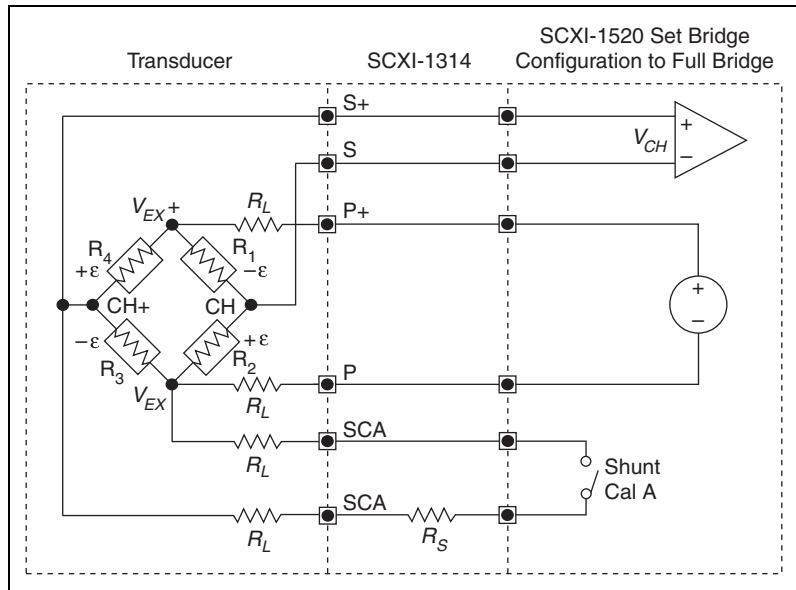 Transducer
SCXI-1314
SCXI-1520 Set Bridge
Configuration to Full Bridge
S+
S
P+
P
SCA
SCA
V_CH
+
–
+
–
V_EX+
R_L
R_4
+ε
R_1
–ε
CH+
CH
–ε
R_3
+ε
R_2
V_EX
R_L
R_L
R_L
R_S
Shunt
Cal A